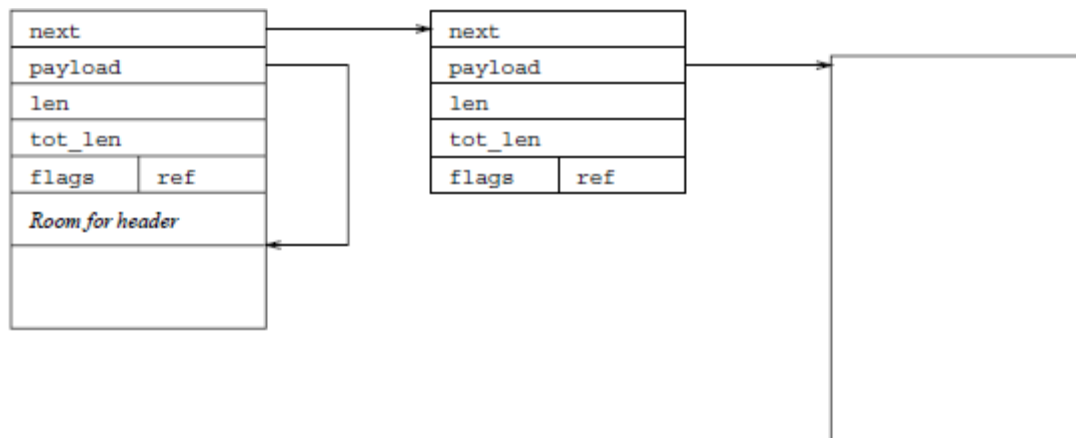 next
payload
len
tot_len
flags ref
Room for header
next
payload
len
tot_len
flags ref